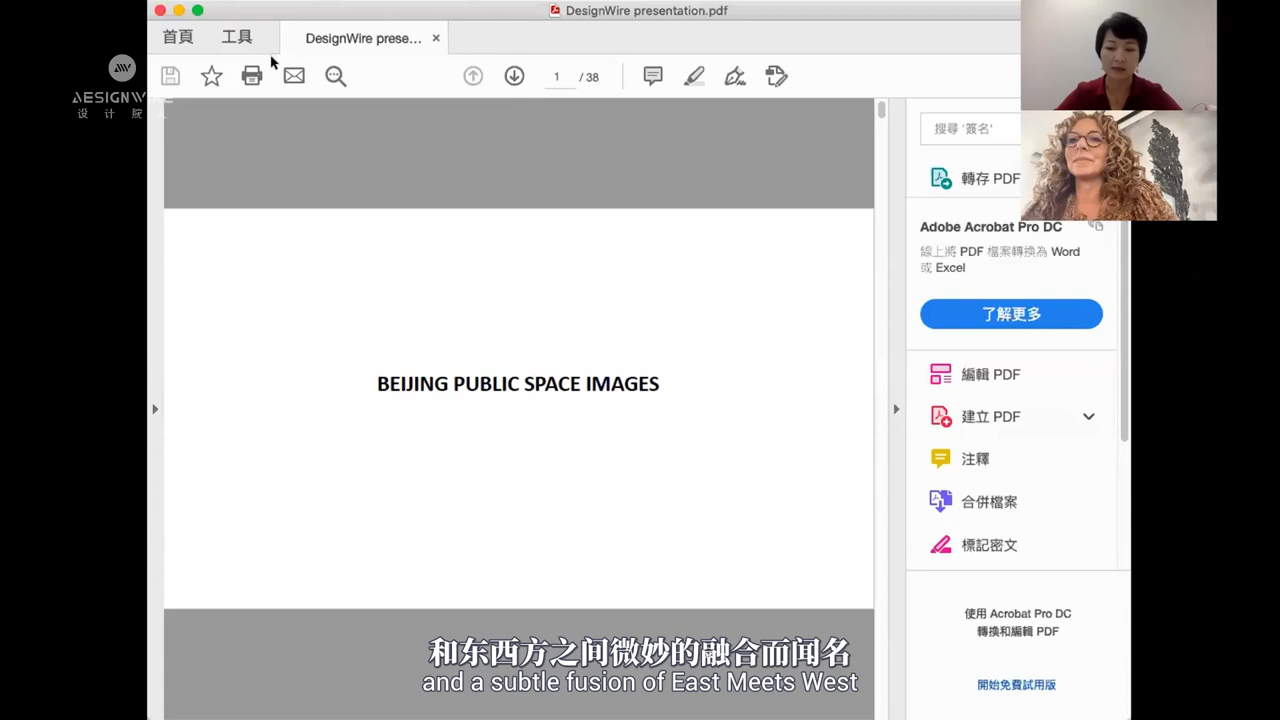 DesignWire presentation.pdf
首頁
工具
DesignWire prese...
1 / 38
搜尋 '簽名'
轉存 PDF
Adobe Acrobat Pro DC
線上將 PDF 檔案轉換為 Word
或 Excel
了解更多
編輯 PDF
建立 PDF
注釋
合併檔案
標記密文
使用 Acrobat Pro DC
轉換和編輯 PDF
開始免費試用版
BEIJING PUBLIC SPACE IMAGES
设计院
和东西方之间微妙的融合而闻名
and a subtle fusion of East Meets West